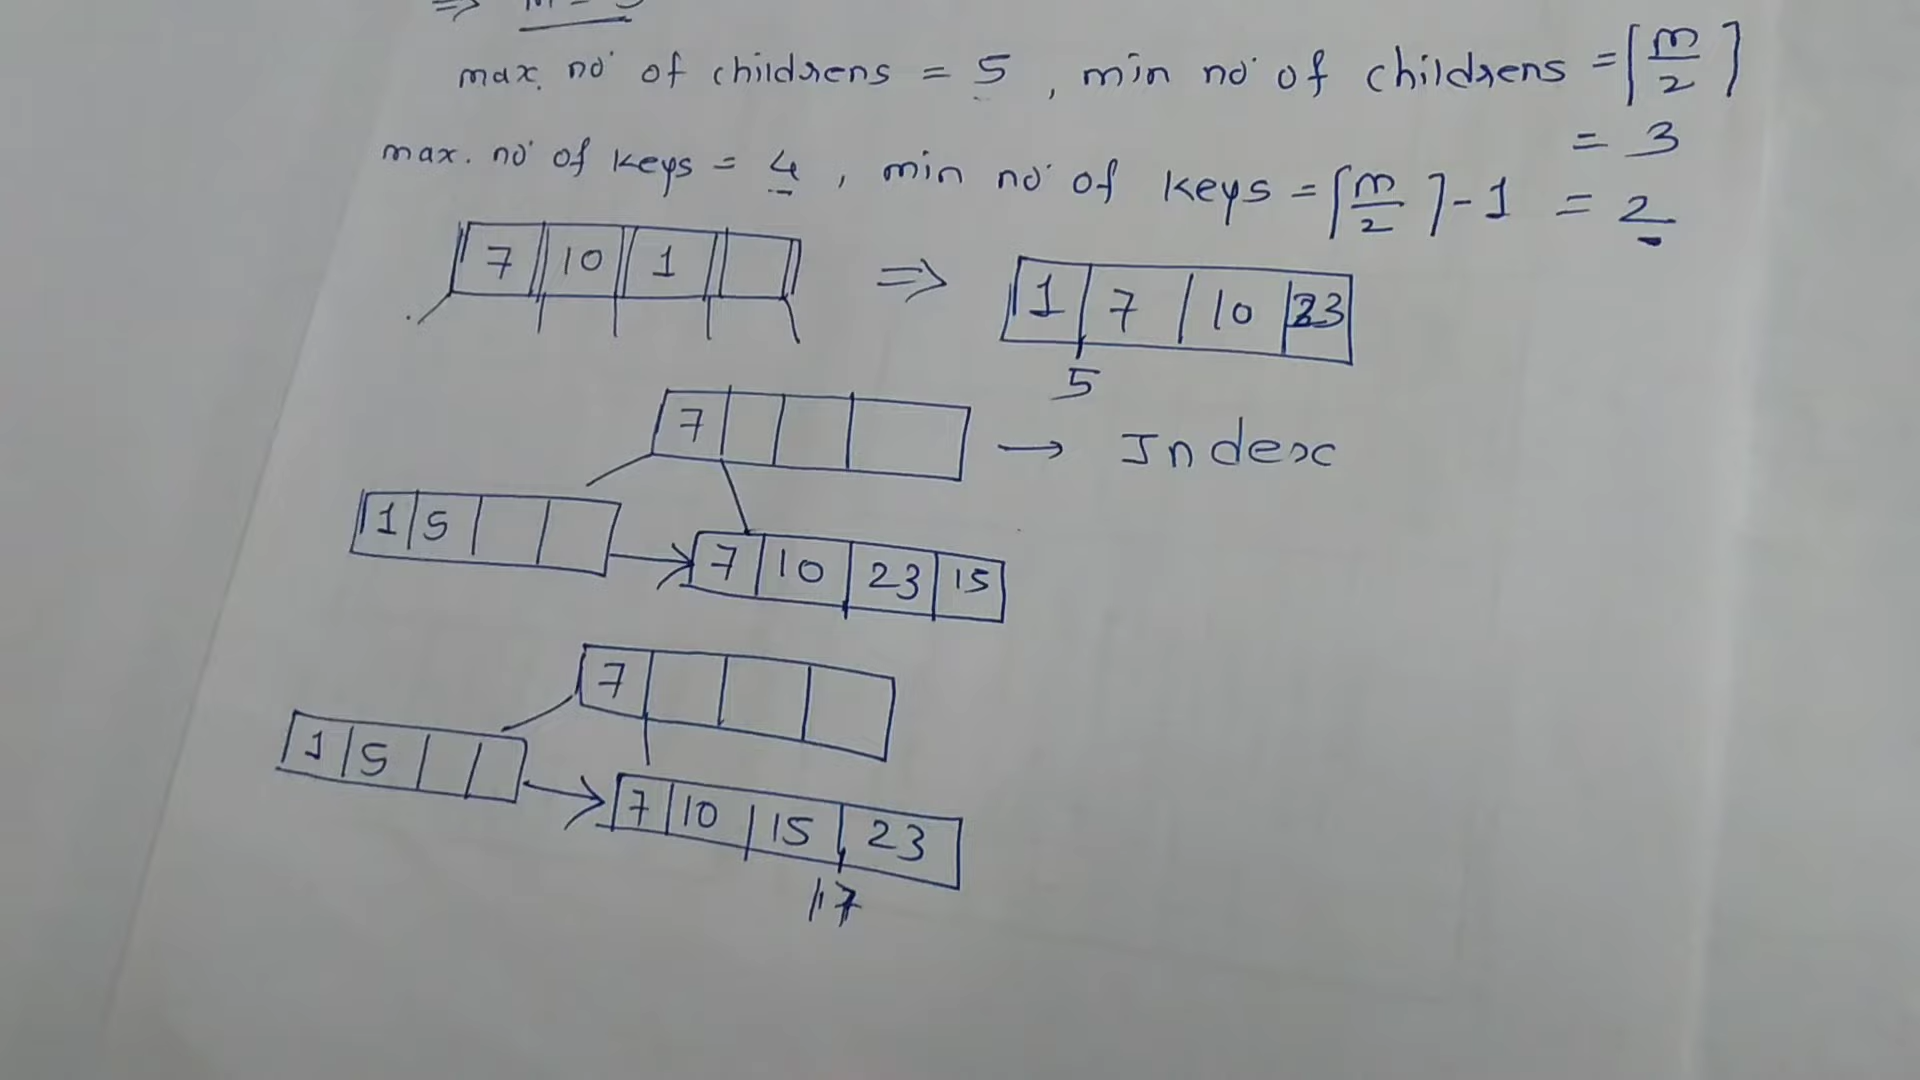 ⇒ m = 5
max. no of childrens = 5 , min no of childrens = ⌈m/2⌉
= 3
max. no of keys = 4 , min no of keys = ⌈m/2⌉ - 1 = 2
7 10 1 ⇒ 1 7 10 23
5
7 → Index
1 5 → 7 10 23 15
7
1 5 → 7 10 15 23
17